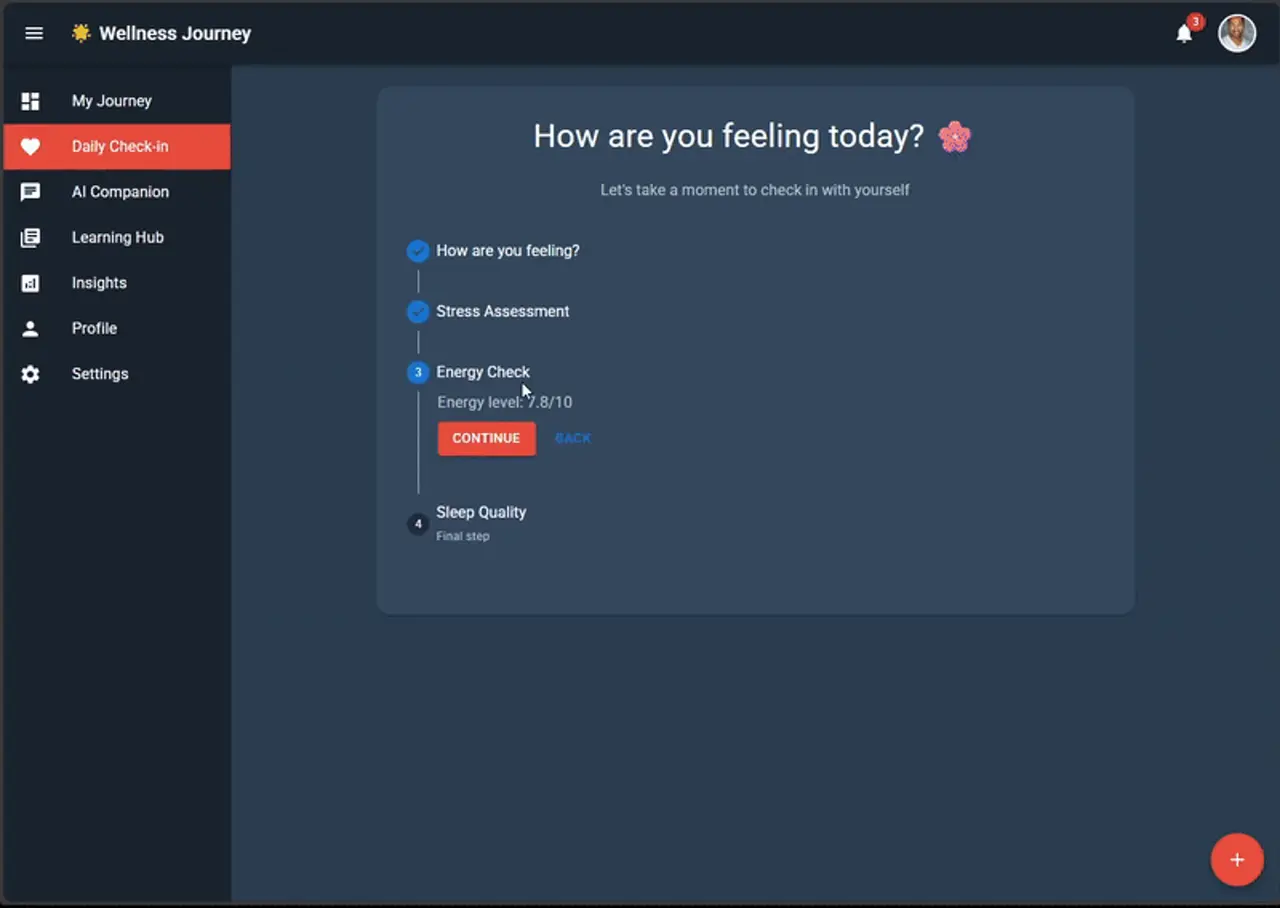 Wellness Journey
3
My Journey
Daily Check-in
AI Companion
Learning Hub
Insights
Profile
Settings
How are you feeling today?
Let's take a moment to check in with yourself
How are you feeling?
Stress Assessment
3 Energy Check
Energy level: 7.8/10
CONTINUE BACK
4 Sleep Quality
Final step
+